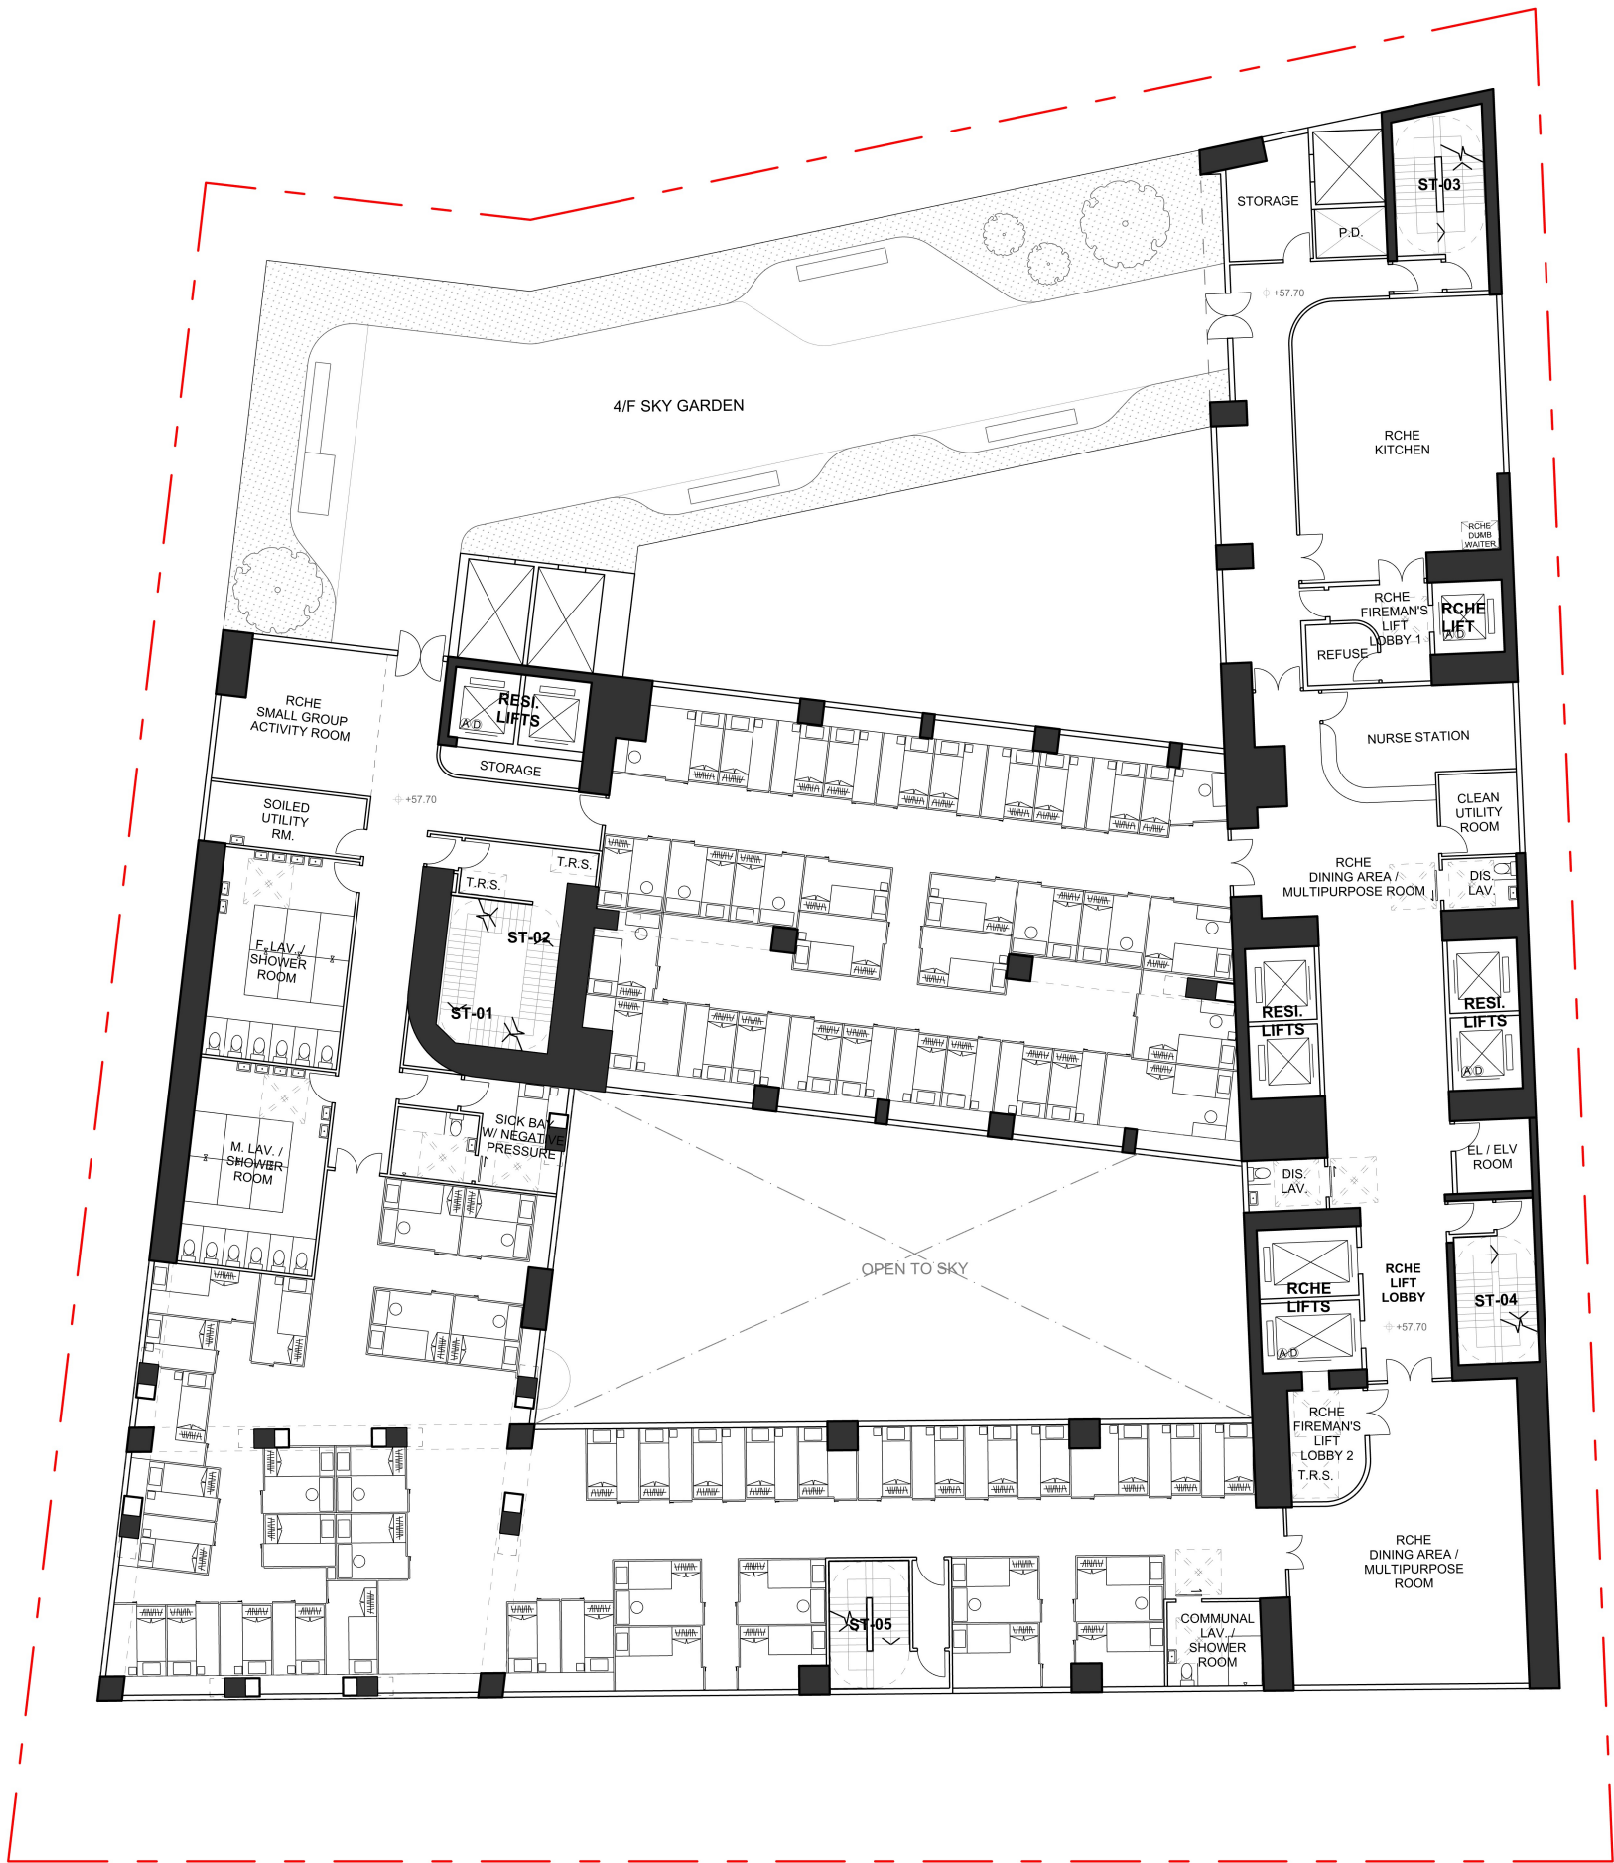 ST-03
STORAGE
P.D.
+57.70
4/F SKY GARDEN
RCHE
KITCHEN
RCHE
DUMB
WAITER
RCHE
FIREMAN'S
LIFT
LOBBY 1
RCHE
LIFT
A/D
REFUSE
RCHE
SMALL GROUP
ACTIVITY ROOM
RESI.
LIFTS
A/D
STORAGE
NURSE STATION
+57.70
SOILED
UTILITY
RM.
CLEAN
UTILITY
ROOM
T.R.S.
T.R.S.
RCHE
DINING AREA /
MULTIPURPOSE ROOM
DIS.
LAV.
F. LAV. /
SHOWER
ROOM
ST-02
ST-01
RESI.
LIFTS
RESI.
LIFTS
A/D
SICK BAY
W/ NEGATIVE
PRESSURE
M. LAV. /
SHOWER
ROOM
EL / ELV
ROOM
DIS.
LAV.
OPEN TO SKY
RCHE
LIFTS
A/D
RCHE
LIFT
LOBBY
+57.70
ST-04
RCHE
FIREMAN'S
LIFT
LOBBY 2
T.R.S.
RCHE
DINING AREA /
MULTIPURPOSE
ROOM
ST-05
COMMUNAL
LAV. /
SHOWER
ROOM